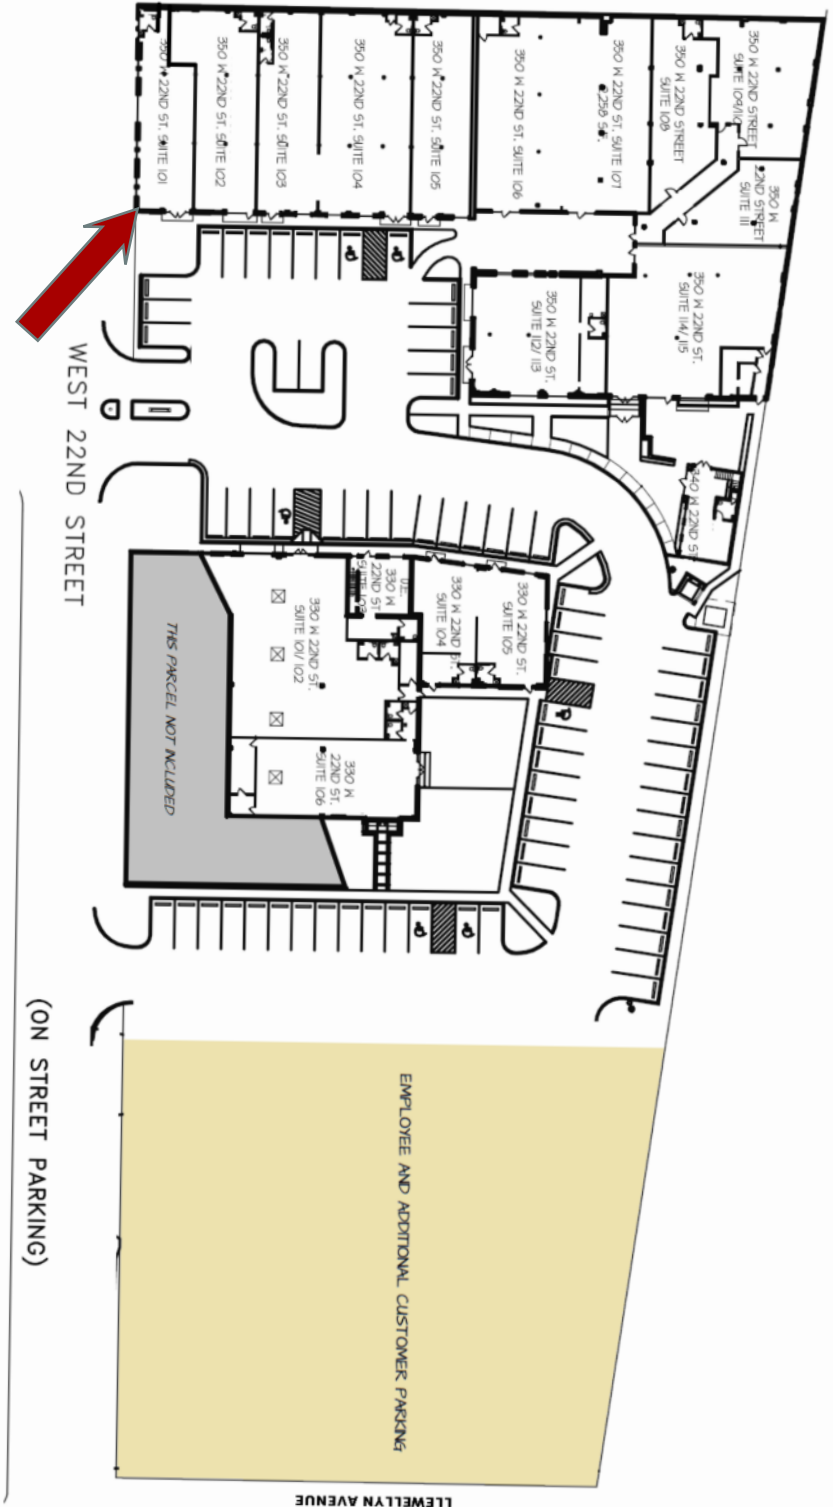 350 W 22ND ST. SUITE 101
350 W 22ND ST. SUITE 102
350 W 22ND ST. SUITE 103
350 W 22ND ST. SUITE 104
350 W 22ND ST. SUITE 105
350 W 22ND ST. SUITE 106
350 W 22ND ST. SUITE 107
350 W 22ND STREET
SUITE 108
350 W 22ND STREET
350 W
22ND STREET
SUITE 111
350 W 22ND ST.
SUITE 112/113
350 W 22ND ST.
SUITE 114/115
340 W 22ND ST
WEST 22ND STREET
330 W 22ND ST.
SUITE 101/102
330 W
22ND ST
U.E.
330 W 22ND ST.
SUITE 104
330 W 22ND ST.
SUITE 105
330 W
22ND ST.
SUITE 106
THIS PARCEL NOT INCLUDED
(ON STREET PARKING)
EMPLOYEE AND ADDITIONAL CUSTOMER PARKING
LLEWELLYN AVENUE